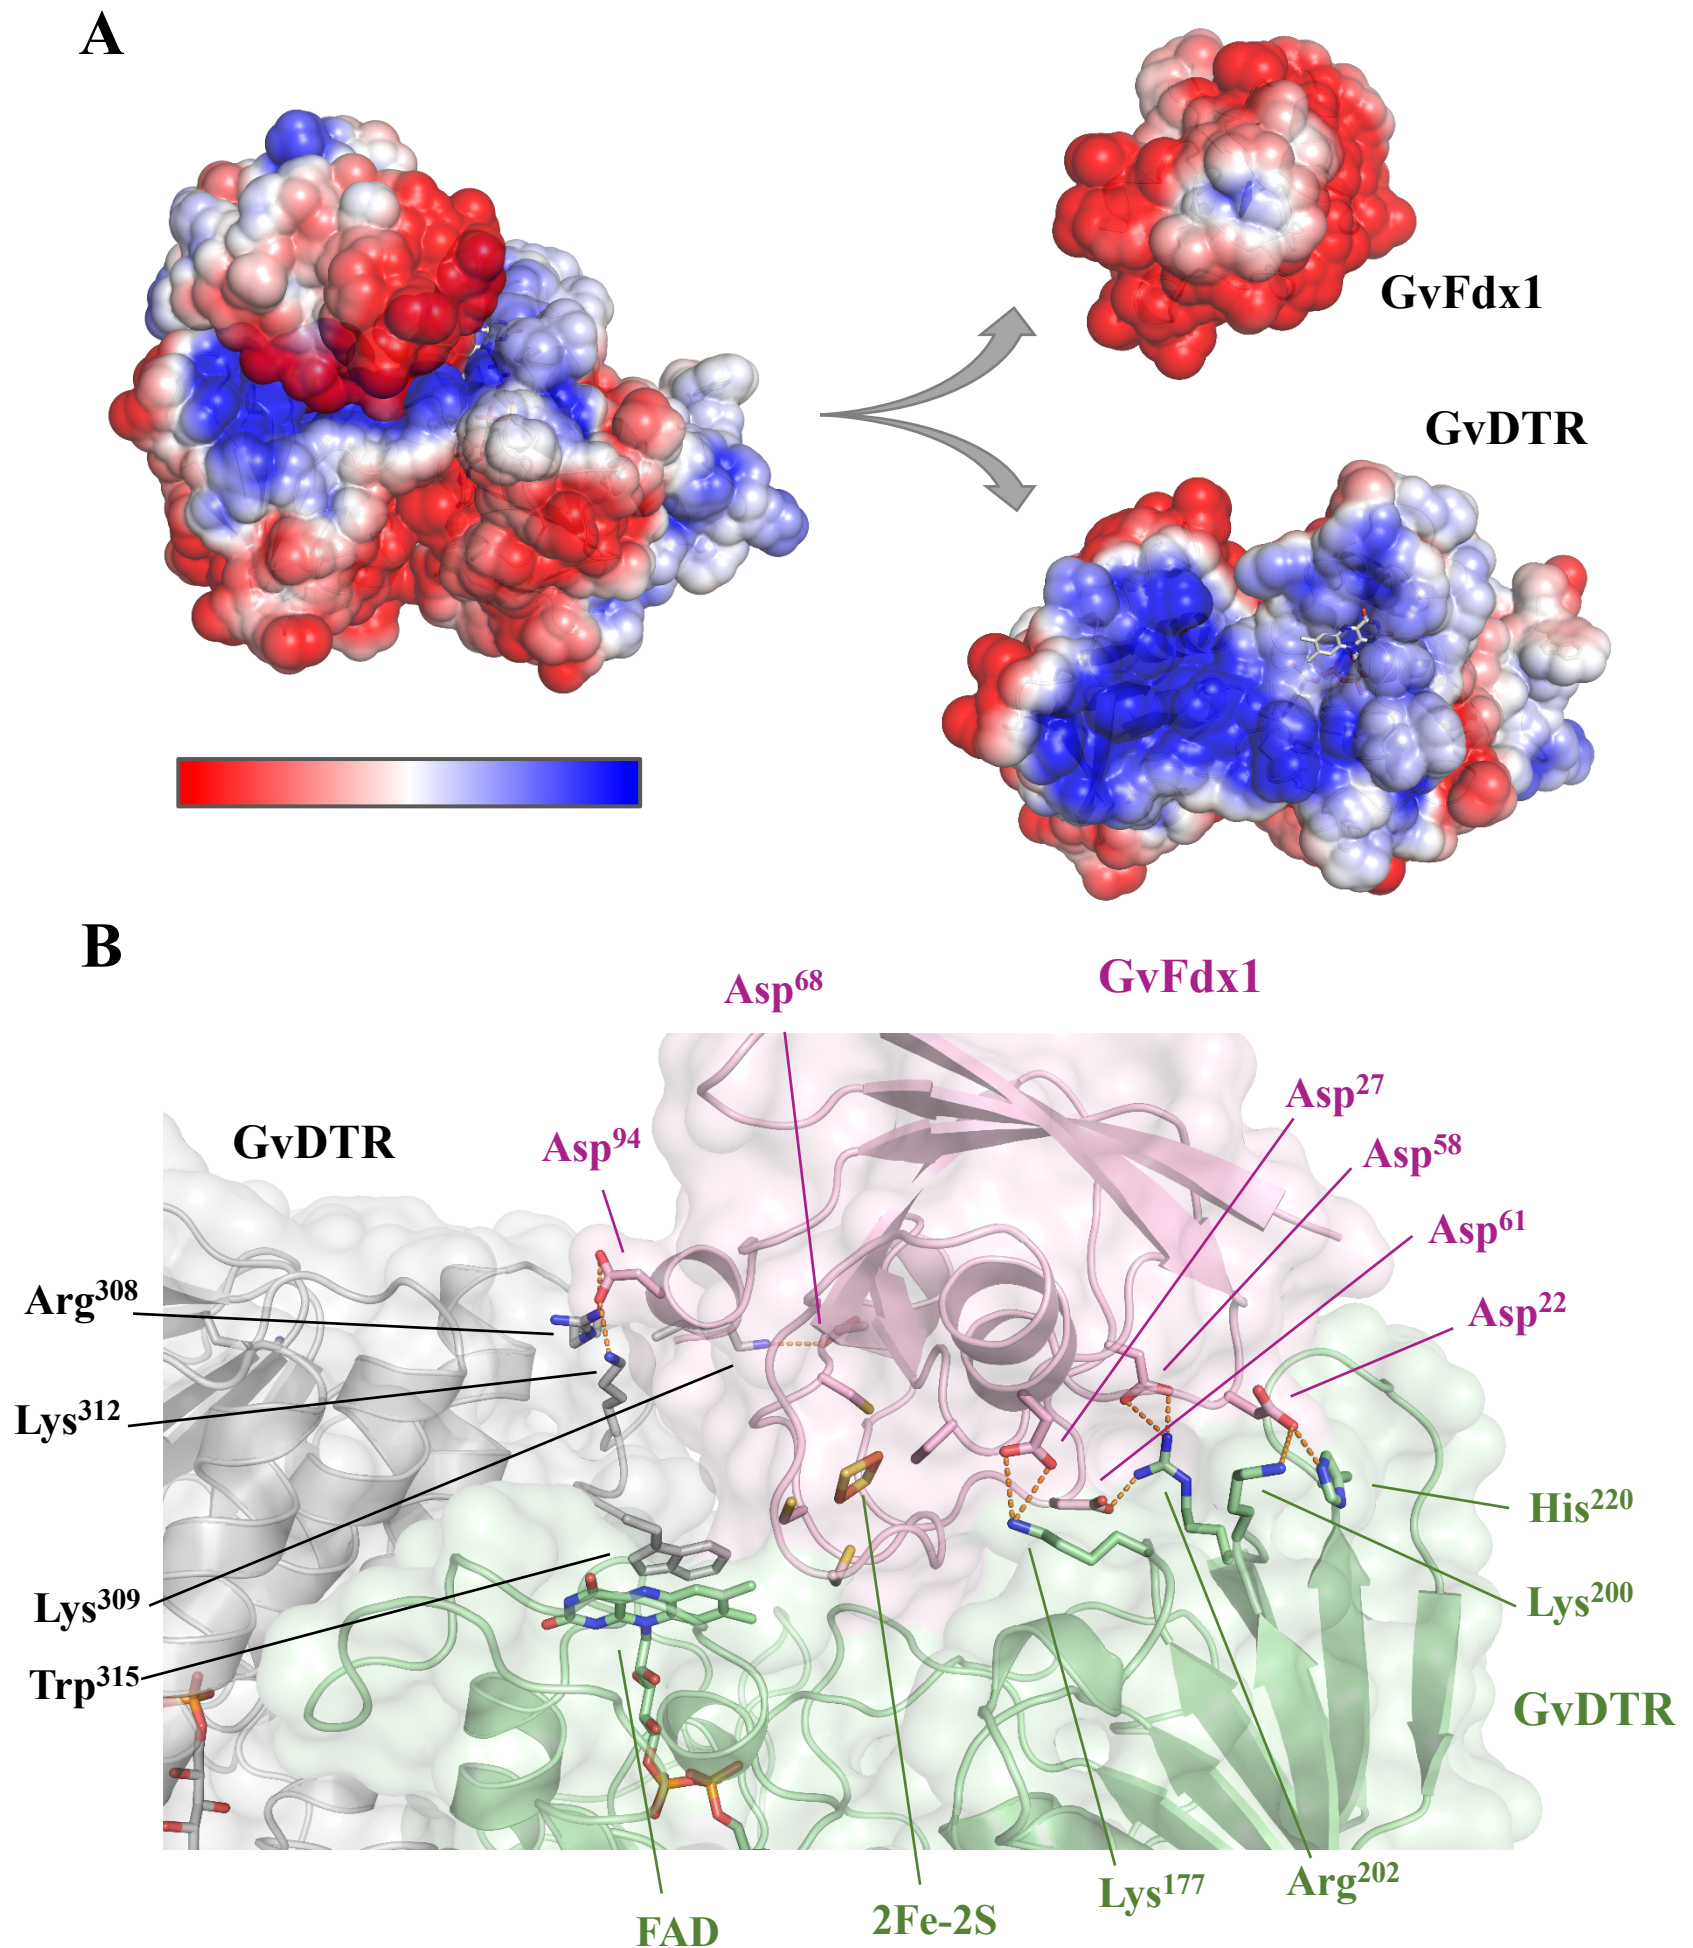 A
GvFdx1
GvDTR
B
GvFdx1
Asp68
Asp27
GvDTR
Asp94
Asp58
Asp61
Arg308
Asp22
Lys312
His220
Lys309
Lys200
Trp315
GvDTR
Lys177
Arg202
FAD
2Fe-2S